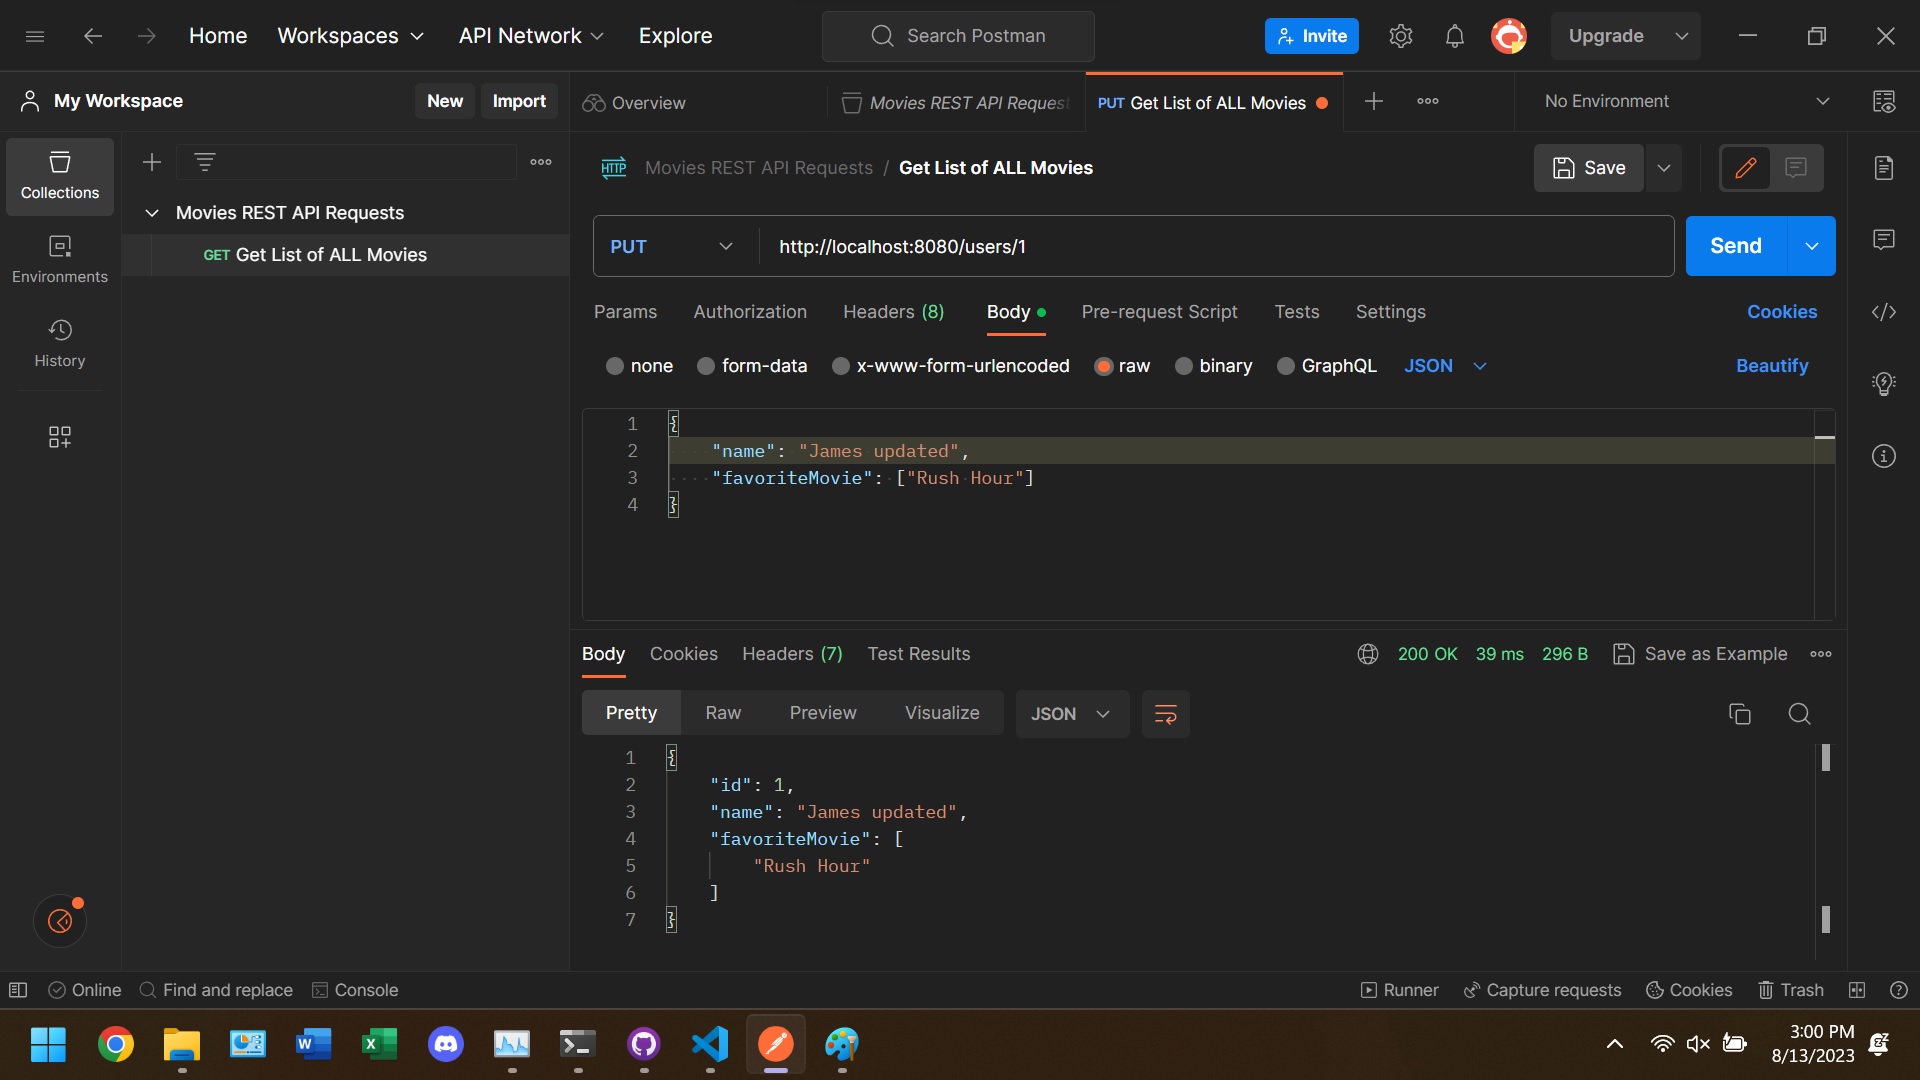 Home Workspaces API Network Explore Search Postman Invite Upgrade
My Workspace New Import Overview Movies REST API Request PUT Get List of ALL Movies No Environment
Collections
Movies REST API Requests / Get List of ALL Movies Save
Movies REST API Requests
GET Get List of ALL Movies
Environments
History
PUT http://localhost:8080/users/1 Send
Params Authorization Headers (8) Body Pre-request Script Tests Settings Cookies
none form-data x-www-form-urlencoded raw binary GraphQL JSON Beautify
1 {
2 "name": "James updated",
3 "favoriteMovie": ["Rush Hour"]
4 }
Body Cookies Headers (7) Test Results 200 OK 39 ms 296 B Save as Example
Pretty Raw Preview Visualize JSON
1 {
2 "id": 1,
3 "name": "James updated",
4 "favoriteMovie": [
5 "Rush Hour"
6 ]
7 }
Online Find and replace Console Runner Capture requests Cookies Trash
3:00 PM
8/13/2023